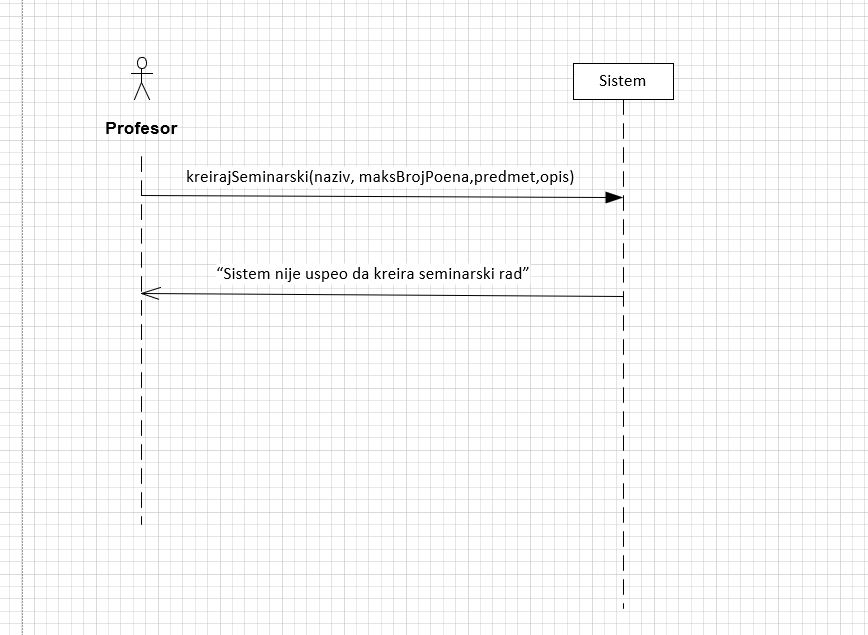 Profesor
Sistem
kreirajSeminarski(naziv, maksBrojPoena,predmet,opis)
“Sistem nije uspeo da kreira seminarski rad”